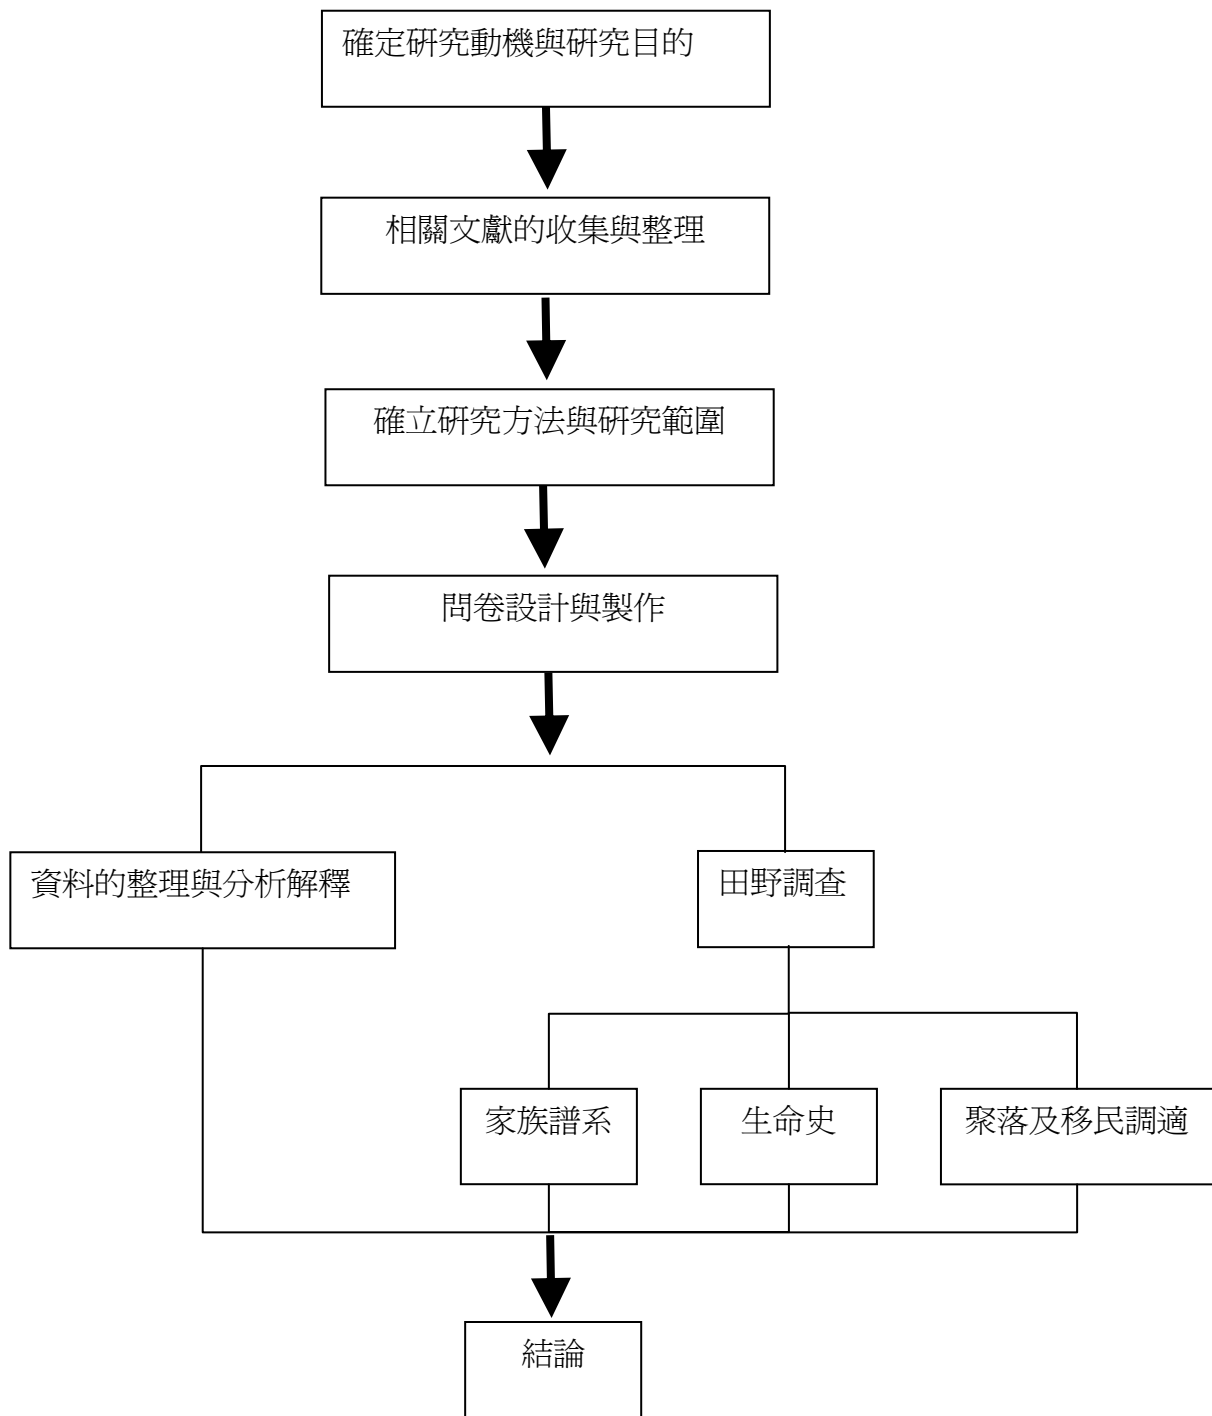 確定研究動機與研究目的
相關文獻的收集與整理
確立研究方法與研究範圍
問卷設計與製作
資料的整理與分析解釋
田野調查
家族譜系
生命史
聚落及移民調適
結論